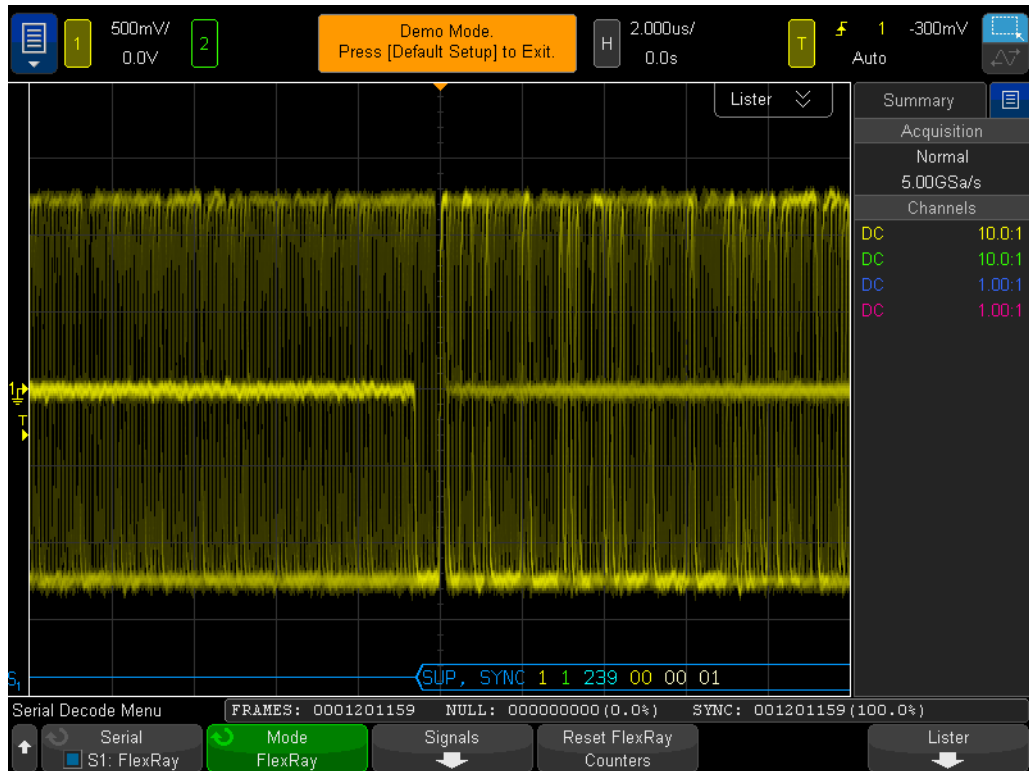 1 500mV/ 2 Demo Mode. H 2.000us/ T 1 -300mV
0.0V Press [Default Setup] to Exit. 0.0s Auto
Lister
Summary
Acquisition
Normal
5.00GSa/s
Channels
DC 10.0:1
DC 10.0:1
DC 1.00:1
DC 1.00:1
1
T
S1 SUP, SYNC 1 1 239 00 00 01
Serial Decode Menu FRAMES: 0001201159 NULL: 000000000(0.0%) SYNC: 001201159(100.0%)
Serial Mode Signals Reset FlexRay Lister
S1: FlexRay FlexRay Counters